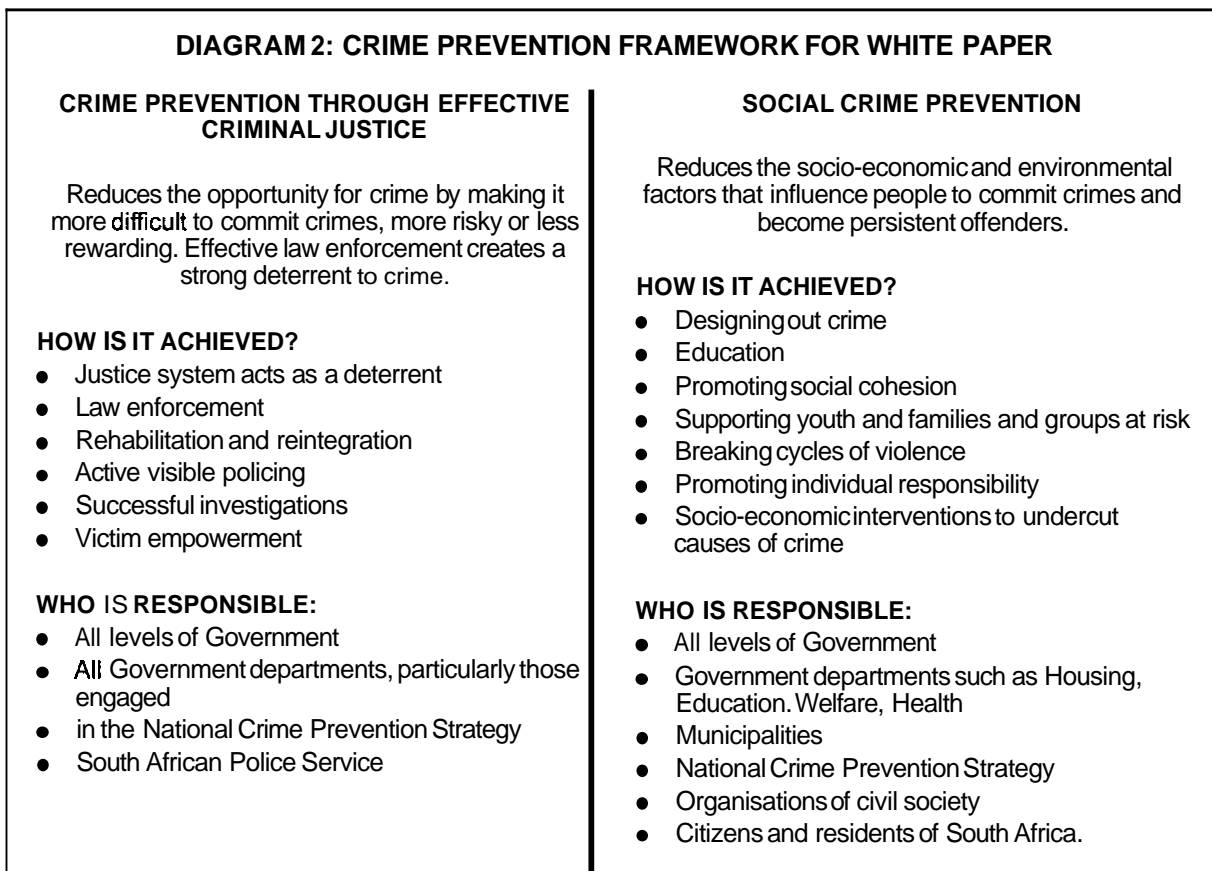 DIAGRAM 2: CRIME PREVENTION FRAMEWORK FOR WHITE PAPER
CRIME PREVENTION THROUGH EFFECTIVE
CRIMINAL JUSTICE
Reduces the opportunity for crime by making it
more difficult to commit crimes, more risky or less
rewarding. Effective law enforcement creates a
strong deterrent to crime.
HOW IS IT ACHIEVED?
● Justice system acts as a deterrent
● Law enforcement
● Rehabilitation and reintegration
● Active visible policing
● Successful investigations
● Victim empowerment
WHO IS RESPONSIBLE:
● All levels of Government
● All Government departments, particularly those
engaged
● in the National Crime Prevention Strategy
● South African Police Service
SOCIAL CRIME PREVENTION
Reduces the socio-economic and environmental
factors that influence people to commit crimes and
become persistent offenders.
HOW IS IT ACHIEVED?
● Designing out crime
● Education
● Promoting social cohesion
● Supporting youth and families and groups at risk
● Breaking cycles of violence
● Promoting individual responsibility
● Socio-economic interventions to undercut
causes of crime
WHO IS RESPONSIBLE:
● All levels of Government
● Government departments such as Housing,
Education. Welfare, Health
● Municipalities
● National Crime Prevention Strategy
● Organisations of civil society
● Citizens and residents of South Africa.